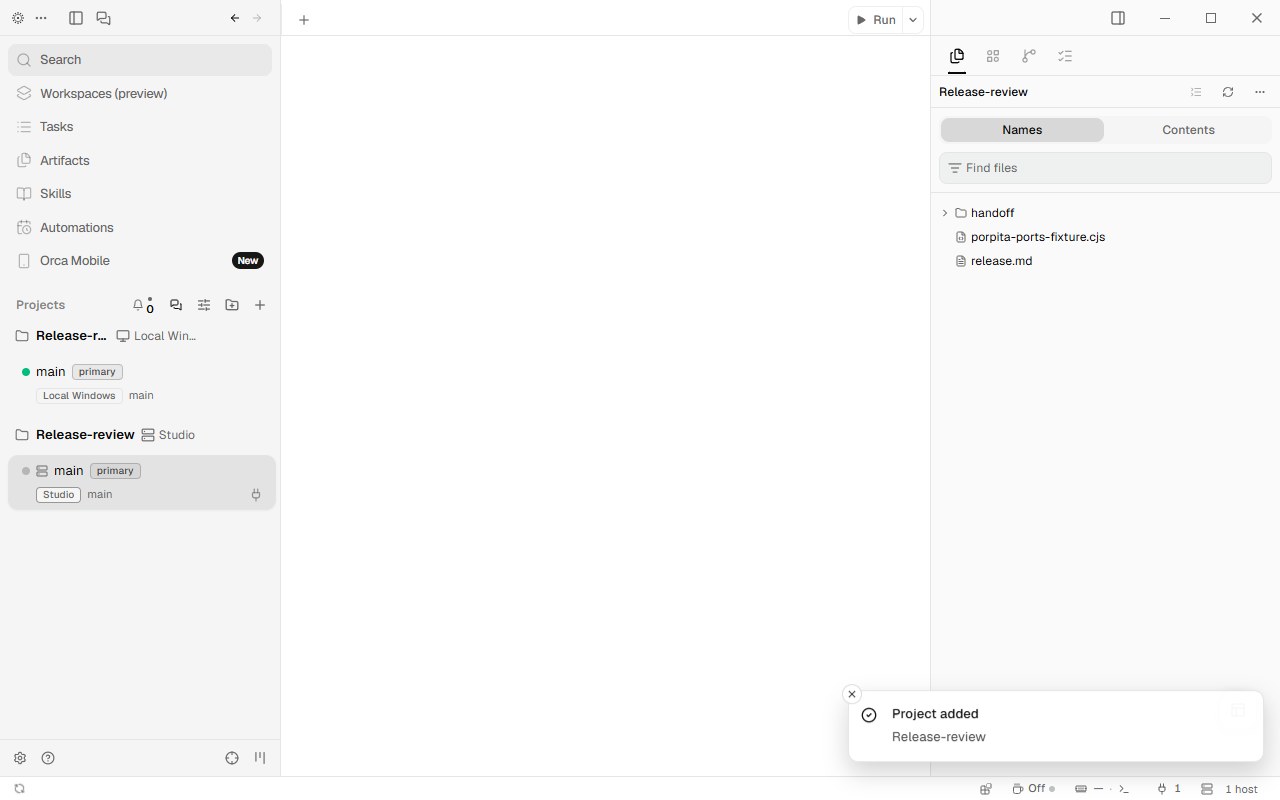 Search
Workspaces (preview)
Tasks
Artifacts
Skills
Automations
Orca Mobile
New
Projects
0
Release-r...
Local Win...
main
primary
Local Windows
main
Release-review
Studio
main
primary
Studio
main
Run
Release-review
Names
Contents
Find files
handoff
porpita-ports-fixture.cjs
release.md
Project added
Release-review
Off
1
1 host